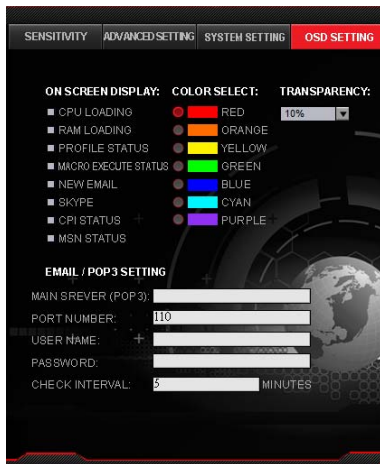 SENSITIVITY ADVANCED SETTING SYSTEM SETTING OSD SETTING
ON SCREEN DISPLAY: COLOR SELECT: TRANSPARENCY:
CPU LOADING RED 10%
RAM LOADING ORANGE
PROFILE STATUS YELLOW
MACRO EXECUTE STATUS GREEN
NEW EMAIL BLUE
SKYPE CYAN
CPI STATUS PURPLE
MSN STATUS
EMAIL / POP3 SETTING
MAIN SREVER (POP3):
PORT NUMBER: 110
USER NAME:
PASSWORD:
CHECK INTERVAL: 5 MINUTES